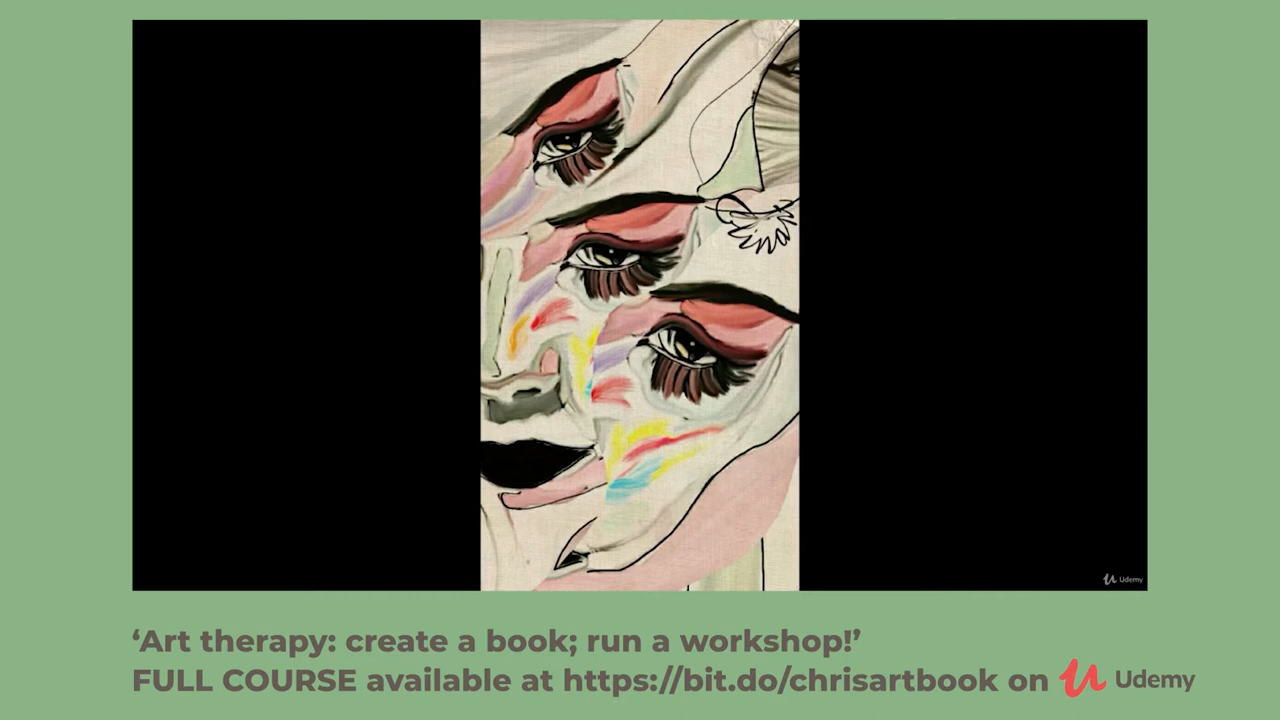 Udemy
‘Art therapy: create a book; run a workshop!’
FULL COURSE available at https://bit.do/chrisartbook on Udemy